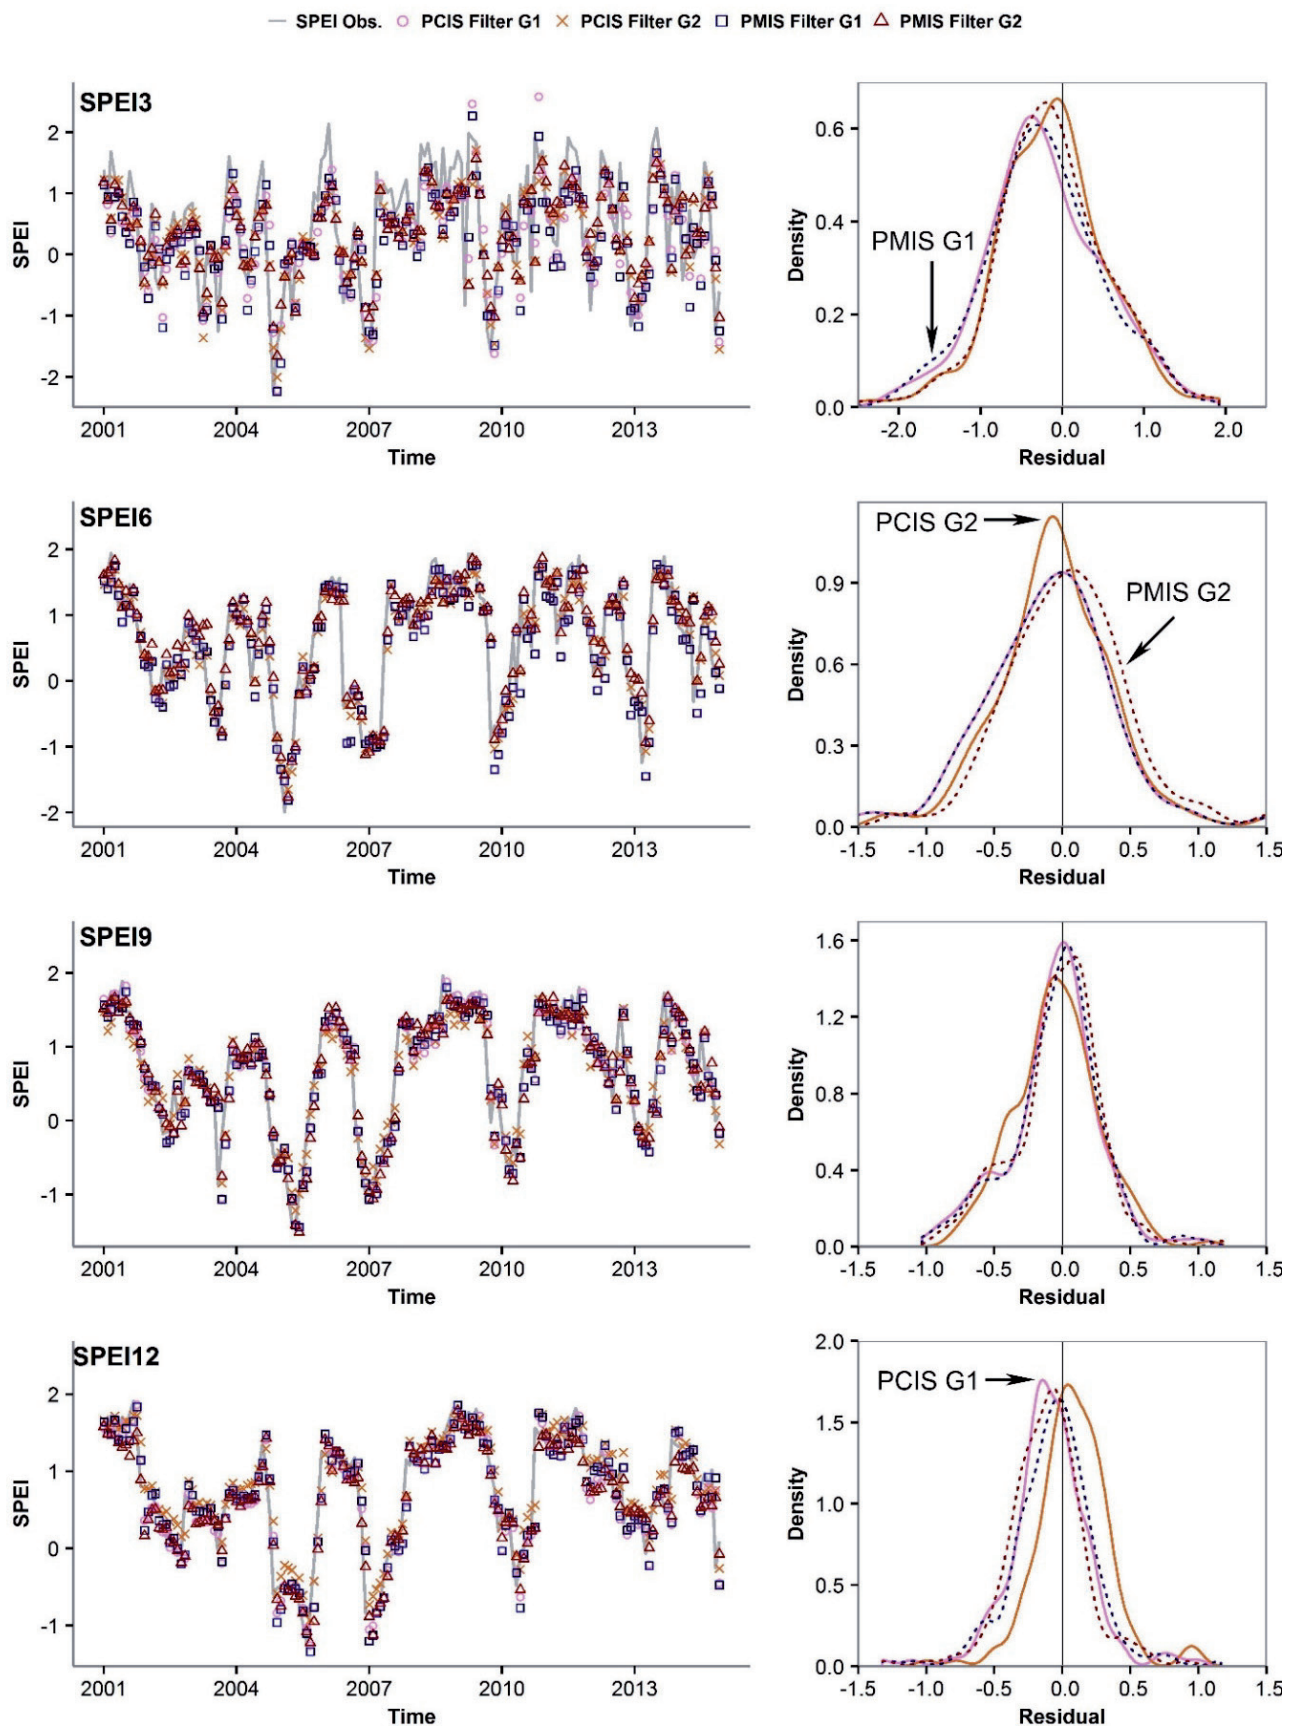 SPEI Obs. PCIS Filter G1 PCIS Filter G2 PMIS Filter G1 PMIS Filter G2
SPEI3
SPEI
2
1
0
-1
-2
2001 2004 2007 2010 2013
Time
Density
0.6
0.4
0.2
0.0
PMIS G1
-2.0 -1.0 0.0 1.0 2.0
Residual
SPEI6
SPEI
2
1
0
-1
-2
2001 2004 2007 2010 2013
Time
Density
0.9
0.6
0.3
0.0
PCIS G2
PMIS G2
-1.5 -1.0 -0.5 0.0 0.5 1.0 1.5
Residual
SPEI9
SPEI
2
1
0
-1
2001 2004 2007 2010 2013
Time
Density
1.6
1.2
0.8
0.4
0.0
-1.5 -1.0 -0.5 0.0 0.5 1.0 1.5
Residual
SPEI12
SPEI
2
1
0
-1
2001 2004 2007 2010 2013
Time
Density
2.0
1.5
1.0
0.5
0.0
PCIS G1
-1.5 -1.0 -0.5 0.0 0.5 1.0 1.5
Residual